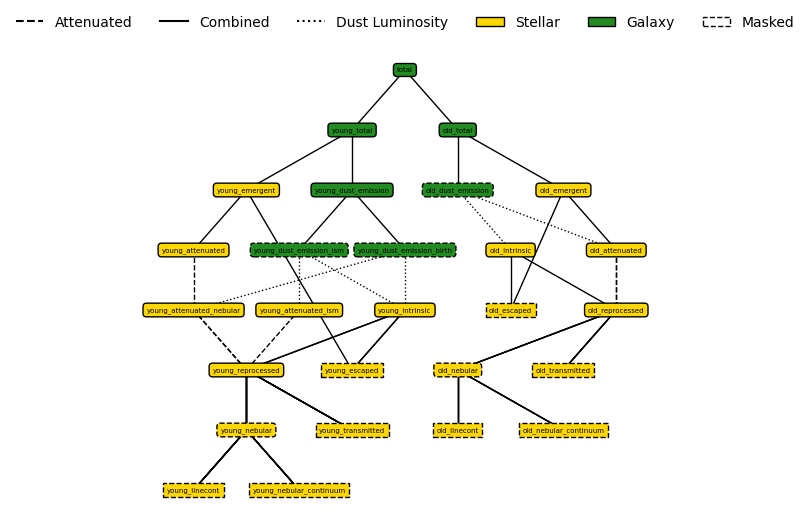 Attenuated Combined Dust Luminosity Stellar Galaxy Masked
total
young_total old_total
young_emergent young_dust_emission old_dust_emission old_emergent
young_attenuated young_dust_emission_ism young_dust_emission_birth old_intrinsic old_attenuated
young_attenuated_nebular young_attenuated_ism young_intrinsic old_escaped old_reprocessed
young_reprocessed young_escaped old_nebular old_transmitted
young_nebular young_transmitted old_linecont old_nebular_continuum
young_linecont young_nebular_continuum